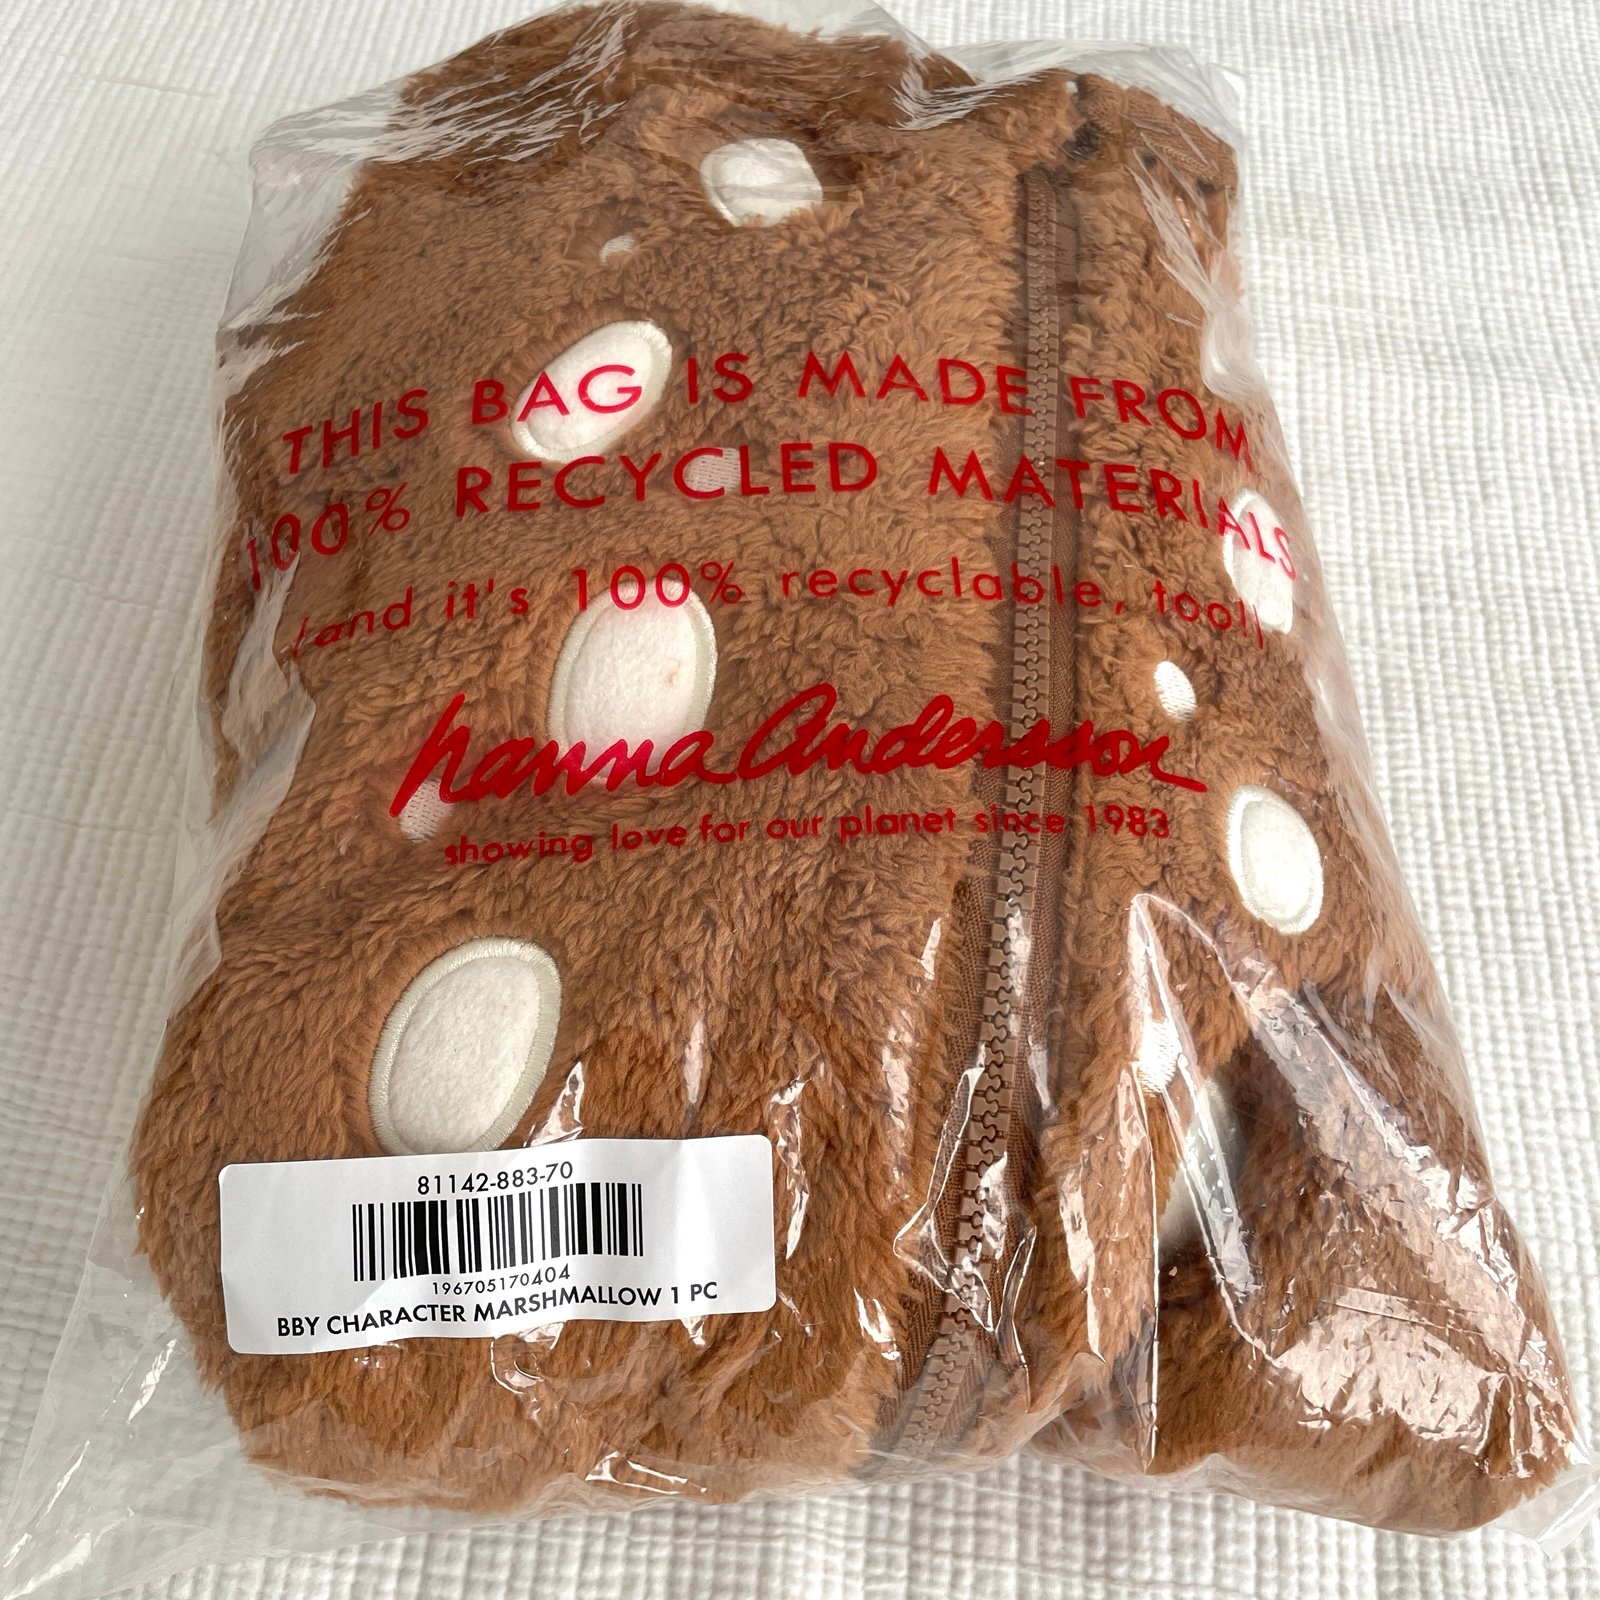 THIS BAG IS MADE FROM
100% RECYCLED MATERIALS
(and it's 100% recyclable, too!)
hanna Andersson
showing love for our planet since 1983
81142-883-70
196705170404
BBY CHARACTER MARSHMALLOW 1 PC